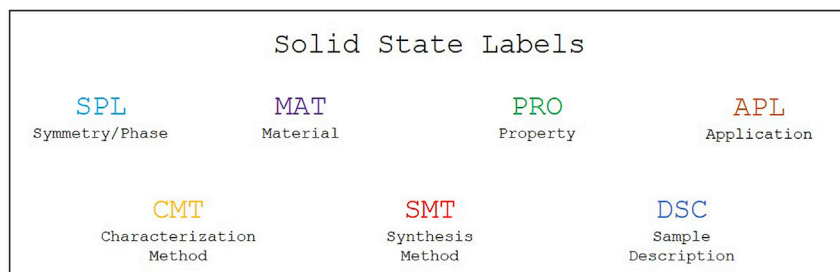 Solid State Labels
SPL MAT PRO APL
Symmetry/Phase Material Property Application
CMT SMT DSC
Characterization Synthesis Sample
Method Method Description